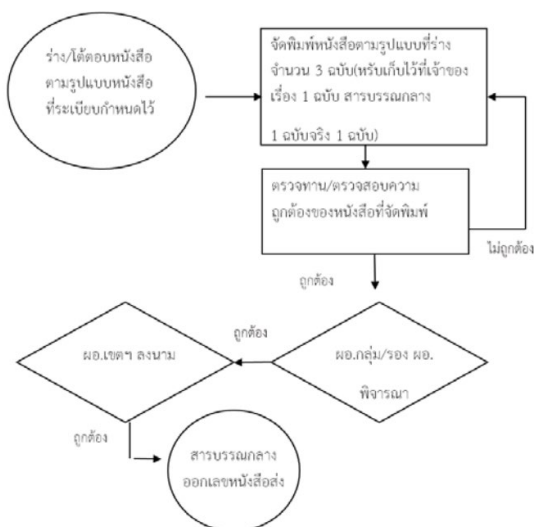 ร่าง/โต้ตอบหนังสือ
ตามรูปแบบหนังสือ
ที่ระเบียบกำหนดไว้
จัดพิมพ์หนังสือตามรูปแบบที่ร่าง
จำนวน 3 ฉบับ(หรับเก็บไว้ที่เจ้าของ
เรื่อง 1 ฉบับ สารบรรณกลาง
1 ฉบับจริง 1 ฉบับ)
ตรวจทาน/ตรวจสอบความ
ถูกต้องของหนังสือที่จัดพิมพ์
ไม่ถูกต้อง
ถูกต้อง
ผอ.กลุ่ม/รอง ผอ.
พิจารณา
ถูกต้อง
ผอ.เขตฯ ลงนาม
ถูกต้อง
สารบรรณกลาง
ออกเลขหนังสือส่ง